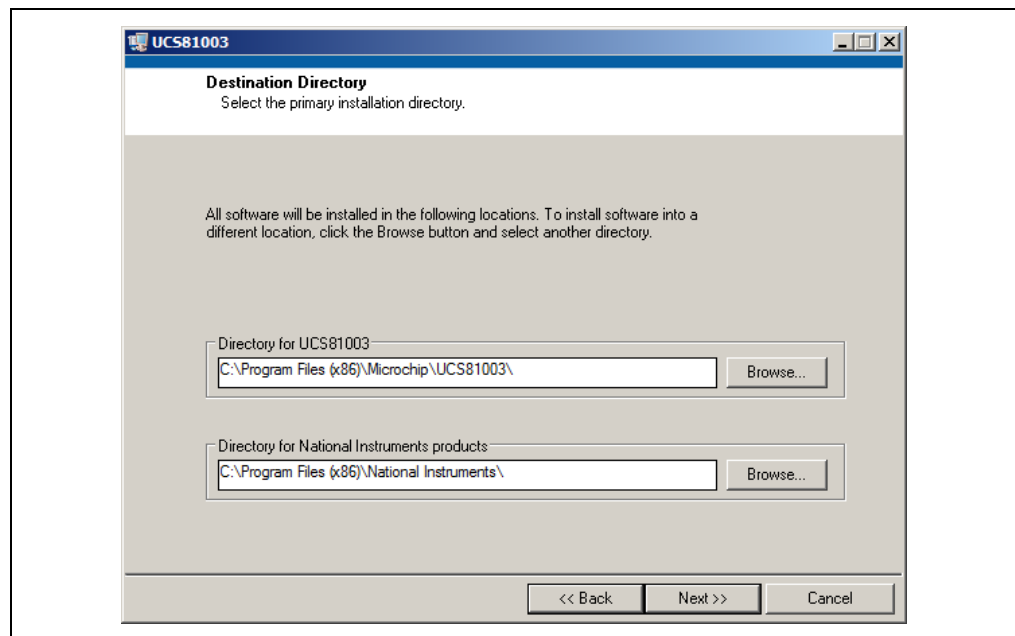 UCS81003
Destination Directory
Select the primary installation directory.
All software will be installed in the following locations. To install software into a
different location, click the Browse button and select another directory.
Directory for UCS81003
C:\Program Files (x86)\Microchip\UCS81003\
Browse...
Directory for National Instruments products
C:\Program Files (x86)\National Instruments\
Browse...
<< Back
Next >>
Cancel